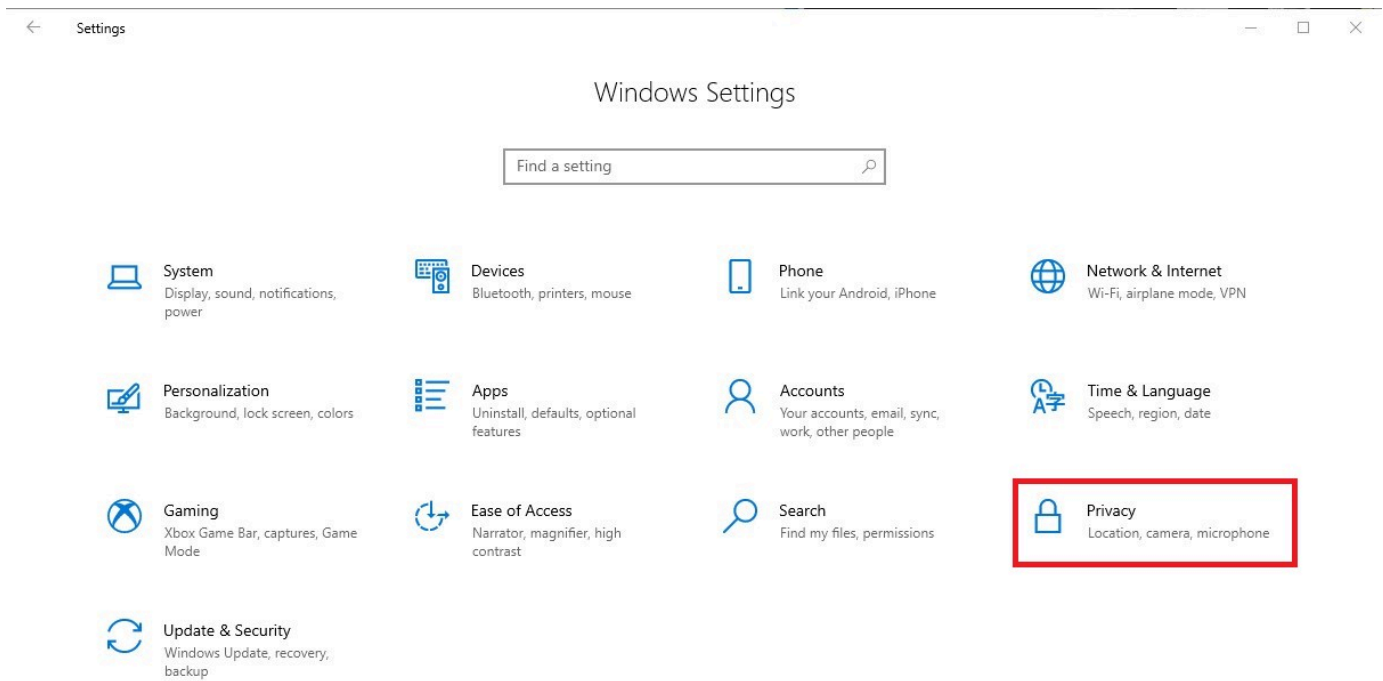 Settings
Windows Settings
Find a setting
System
Display, sound, notifications,
power
Devices
Bluetooth, printers, mouse
Phone
Link your Android, iPhone
Network & Internet
Wi-Fi, airplane mode, VPN
Personalization
Background, lock screen, colors
Apps
Uninstall, defaults, optional
features
Accounts
Your accounts, email, sync,
work, other people
Time & Language
Speech, region, date
Gaming
Xbox Game Bar, captures, Game
Mode
Ease of Access
Narrator, magnifier, high
contrast
Search
Find my files, permissions
Privacy
Location, camera, microphone
Update & Security
Windows Update, recovery,
backup